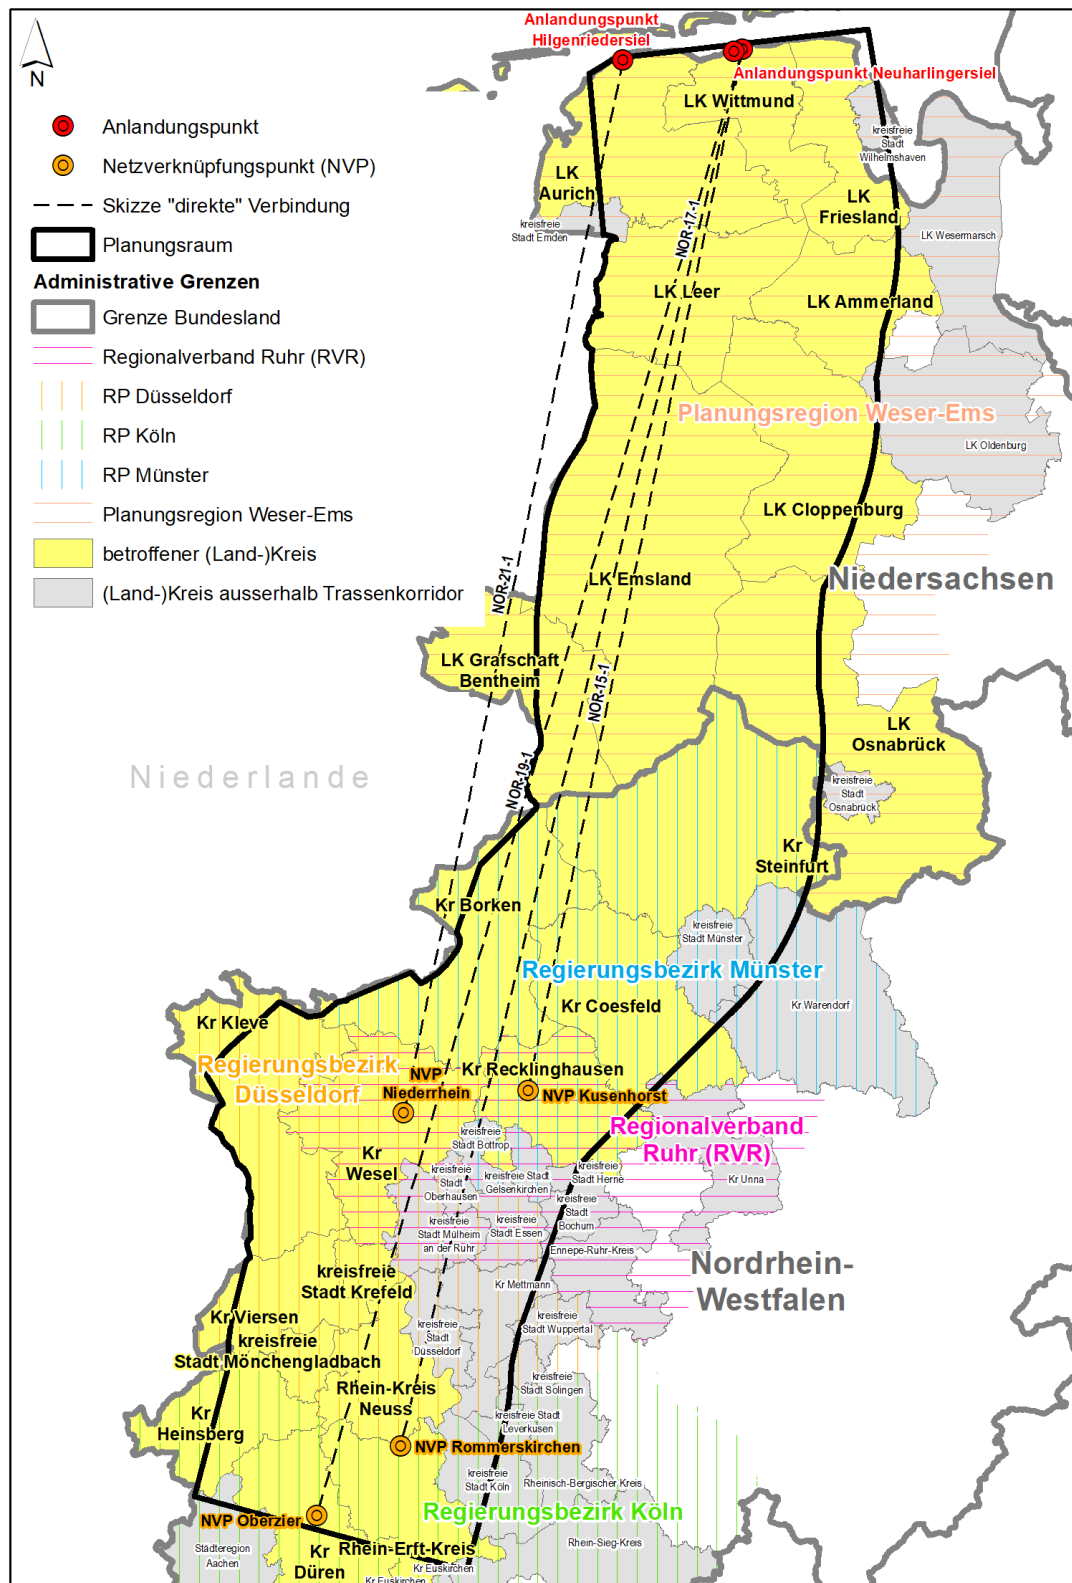 N
Anlandungspunkt
Netzverknüpfungspunkt (NVP)
Skizze "direkte" Verbindung
Planungsraum
Administrative Grenzen
Grenze Bundesland
Regionalverband Ruhr (RVR)
RP Düsseldorf
RP Köln
RP Münster
Planungsregion Weser-Ems
betroffener (Land-)Kreis
(Land-)Kreis ausserhalb Trassenkorridor
Anlandungspunkt
Hilgenriedersiel
Anlandungspunkt Neuharlingersiel
LK Wittmund
kreisfreie
Stadt
Wilhelmshaven
LK
Aurich
LK
Friesland
kreisfreie
Stadt Emden
LK Wesermarsch
NOR-17-1
LK Leer
LK Ammerland
Planungsregion Weser-Ems
LK Oldenburg
LK Cloppenburg
NOR-21-1
LK Emsland
Niedersachsen
LK Grafschaft
Bentheim
NOR-15-1
LK
Osnabrück
NOR-19-1
Niederlande
kreisfreie
Stadt
Osnabrück
Kr
Steinfurt
Kr Borken
kreisfreie
Stadt Münster
Regierungsbezirk Münster
Kr Coesfeld
Kr Warendorf
Kr Kleve
Regierungsbezirk
Düsseldorf
NVP
Niederrhein
Kr Recklinghausen
NVP Kusenhorst
Regionalverband
Ruhr (RVR)
kreisfreie
Stadt Bottrop
Kr
Wesel
kreisfreie
Stadt
Oberhausen
kreisfreie Stadt
Gelsenkirchen
kreisfreie
Stadt Herne
Kr Unna
kreisfreie
Stadt
Bochum
kreisfreie
Stadt Mülheim
an der Ruhr
kreisfreie
Stadt Essen
Ennepe-Ruhr-Kreis
Nordrhein-
Westfalen
kreisfreie
Stadt Krefeld
Kr Mettmann
Kr Viersen
kreisfreie
Stadt Mönchengladbach
kreisfreie
Stadt
Düsseldorf
kreisfreie
Stadt Wuppertal
kreisfreie
Stadt Solingen
Rhein-Kreis
Neuss
Kr
Heinsberg
kreisfreie Stadt
Leverkusen
NVP Rommerskirchen
kreisfreie
Stadt Köln
Rheinisch-Bergischer Kreis
Regierungsbezirk Köln
NVP Oberzier
Rhein-Sieg-Kreis
Städteregion
Aachen
Kr
Düren
Rhein-Erft-Kreis
Kr Euskirchen
Kr Euskirchen